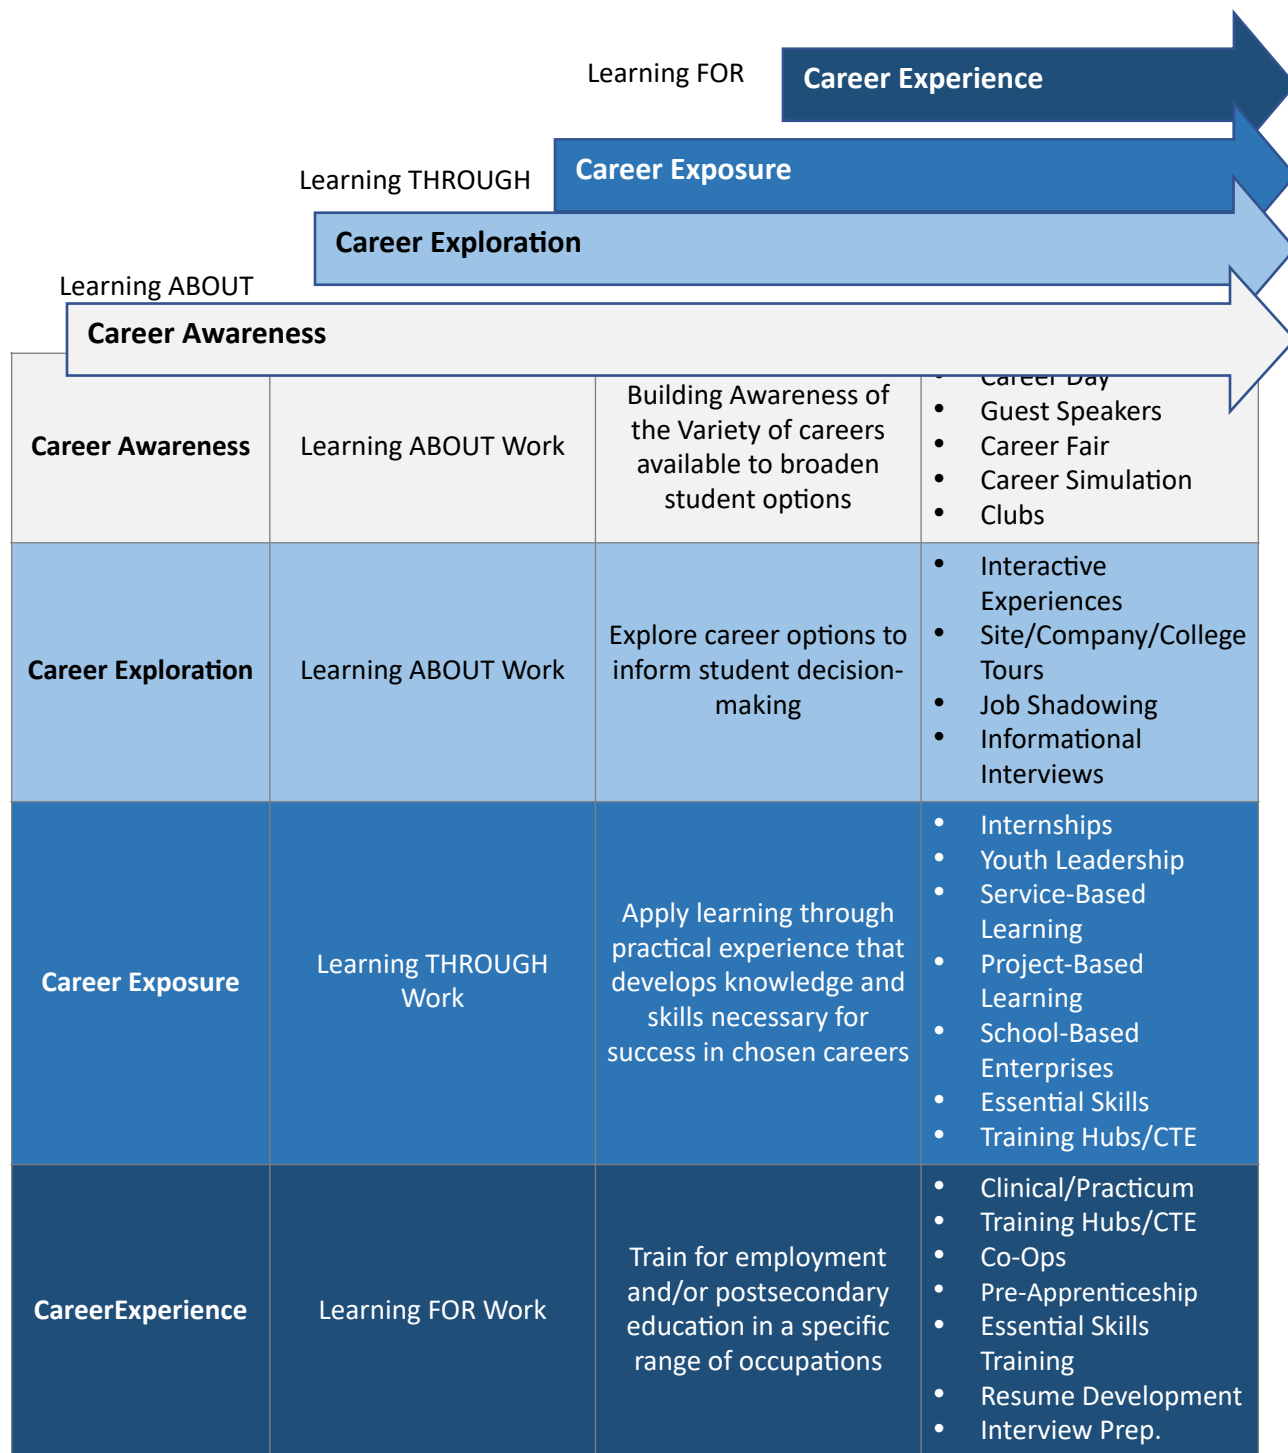 Learning FOR
Career Experience
Learning THROUGH
Career Exposure
Career Exploration
Learning ABOUT
Career Awareness
Career Awareness
Learning ABOUT Work
Building Awareness of
the Variety of careers
available to broaden
student options
• Career Day
• Guest Speakers
• Career Fair
• Career Simulation
• Clubs
Career Exploration
Learning ABOUT Work
Explore career options to
inform student decision-
making
• Interactive
Experiences
• Site/Company/College
Tours
• Job Shadowing
• Informational
Interviews
Career Exposure
Learning THROUGH
Work
Apply learning through
practical experience that
develops knowledge and
skills necessary for
success in chosen careers
• Internships
• Youth Leadership
• Service-Based
Learning
• Project-Based
Learning
• School-Based
Enterprises
• Essential Skills
• Training Hubs/CTE
CareerExperience
Learning FOR Work
Train for employment
and/or postsecondary
education in a specific
range of occupations
• Clinical/Practicum
• Training Hubs/CTE
• Co-Ops
• Pre-Apprenticeship
• Essential Skills
Training
• Resume Development
• Interview Prep.